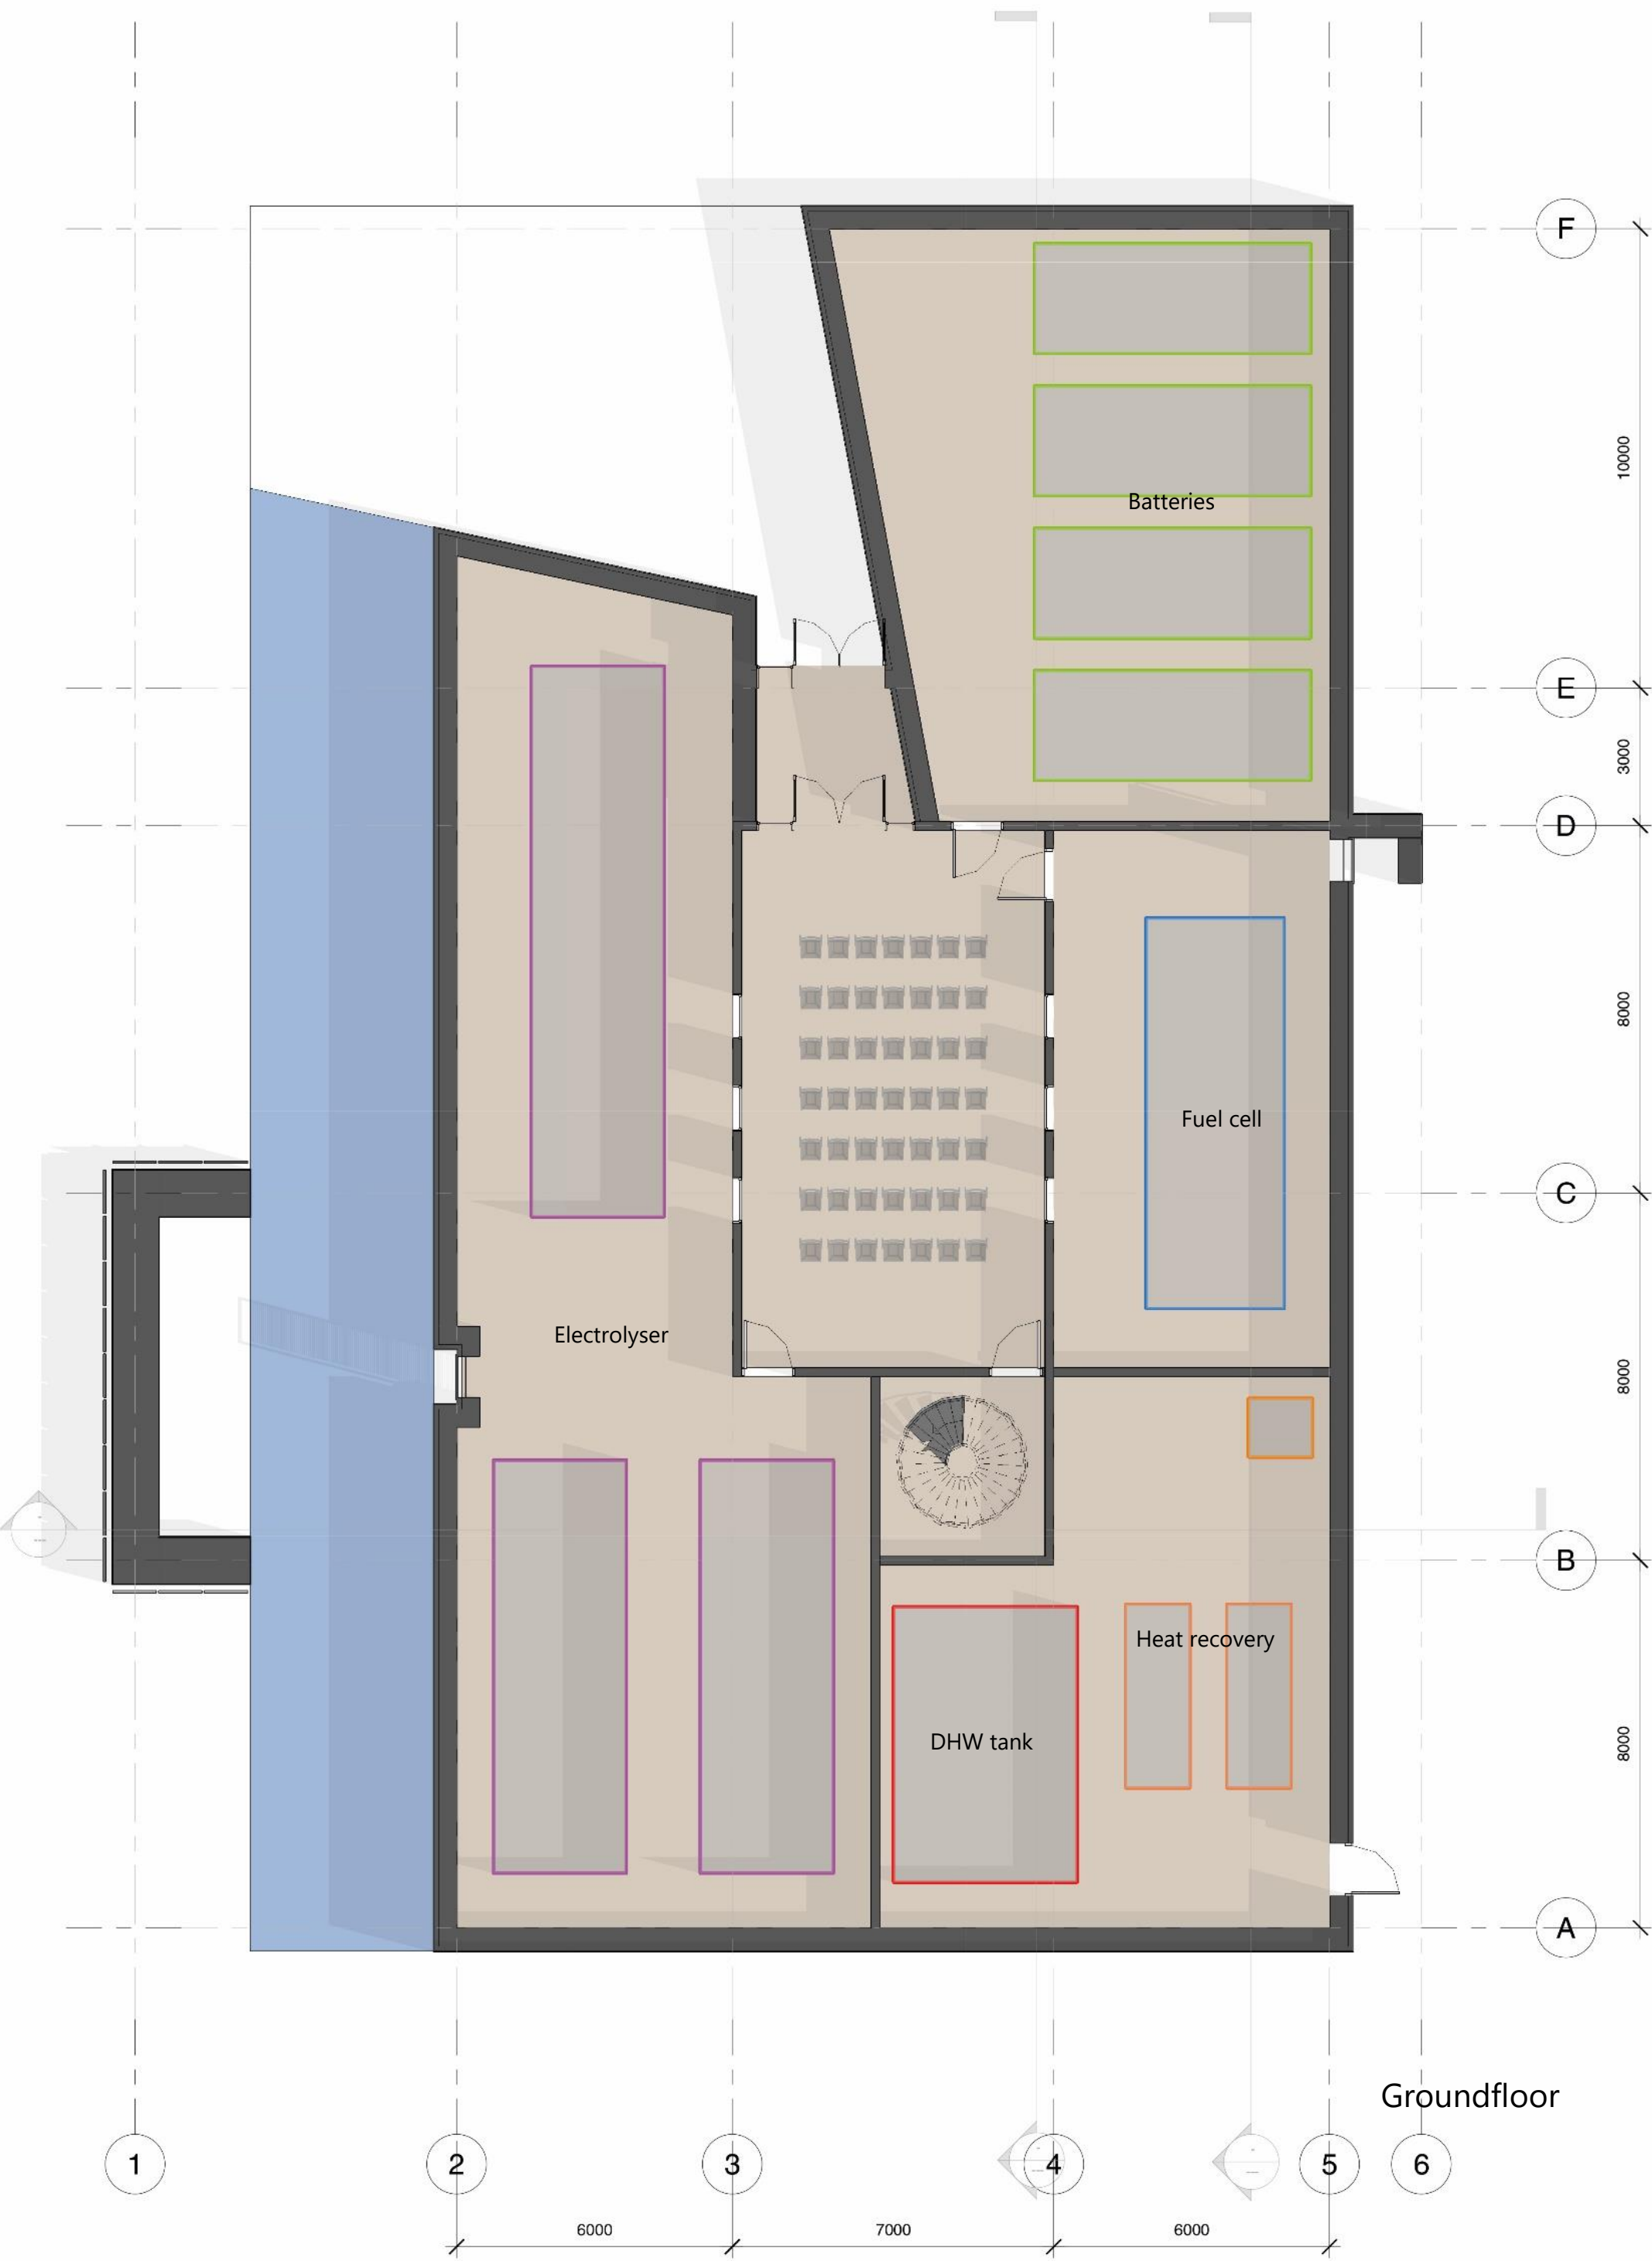 F
10000
Batteries
E
3000
D
8000
Fuel cell
C
Electrolyser
8000
B
Heat recovery
DHW tank
8000
A
Groundfloor
1
2
3
4
5
6
6000
7000
6000